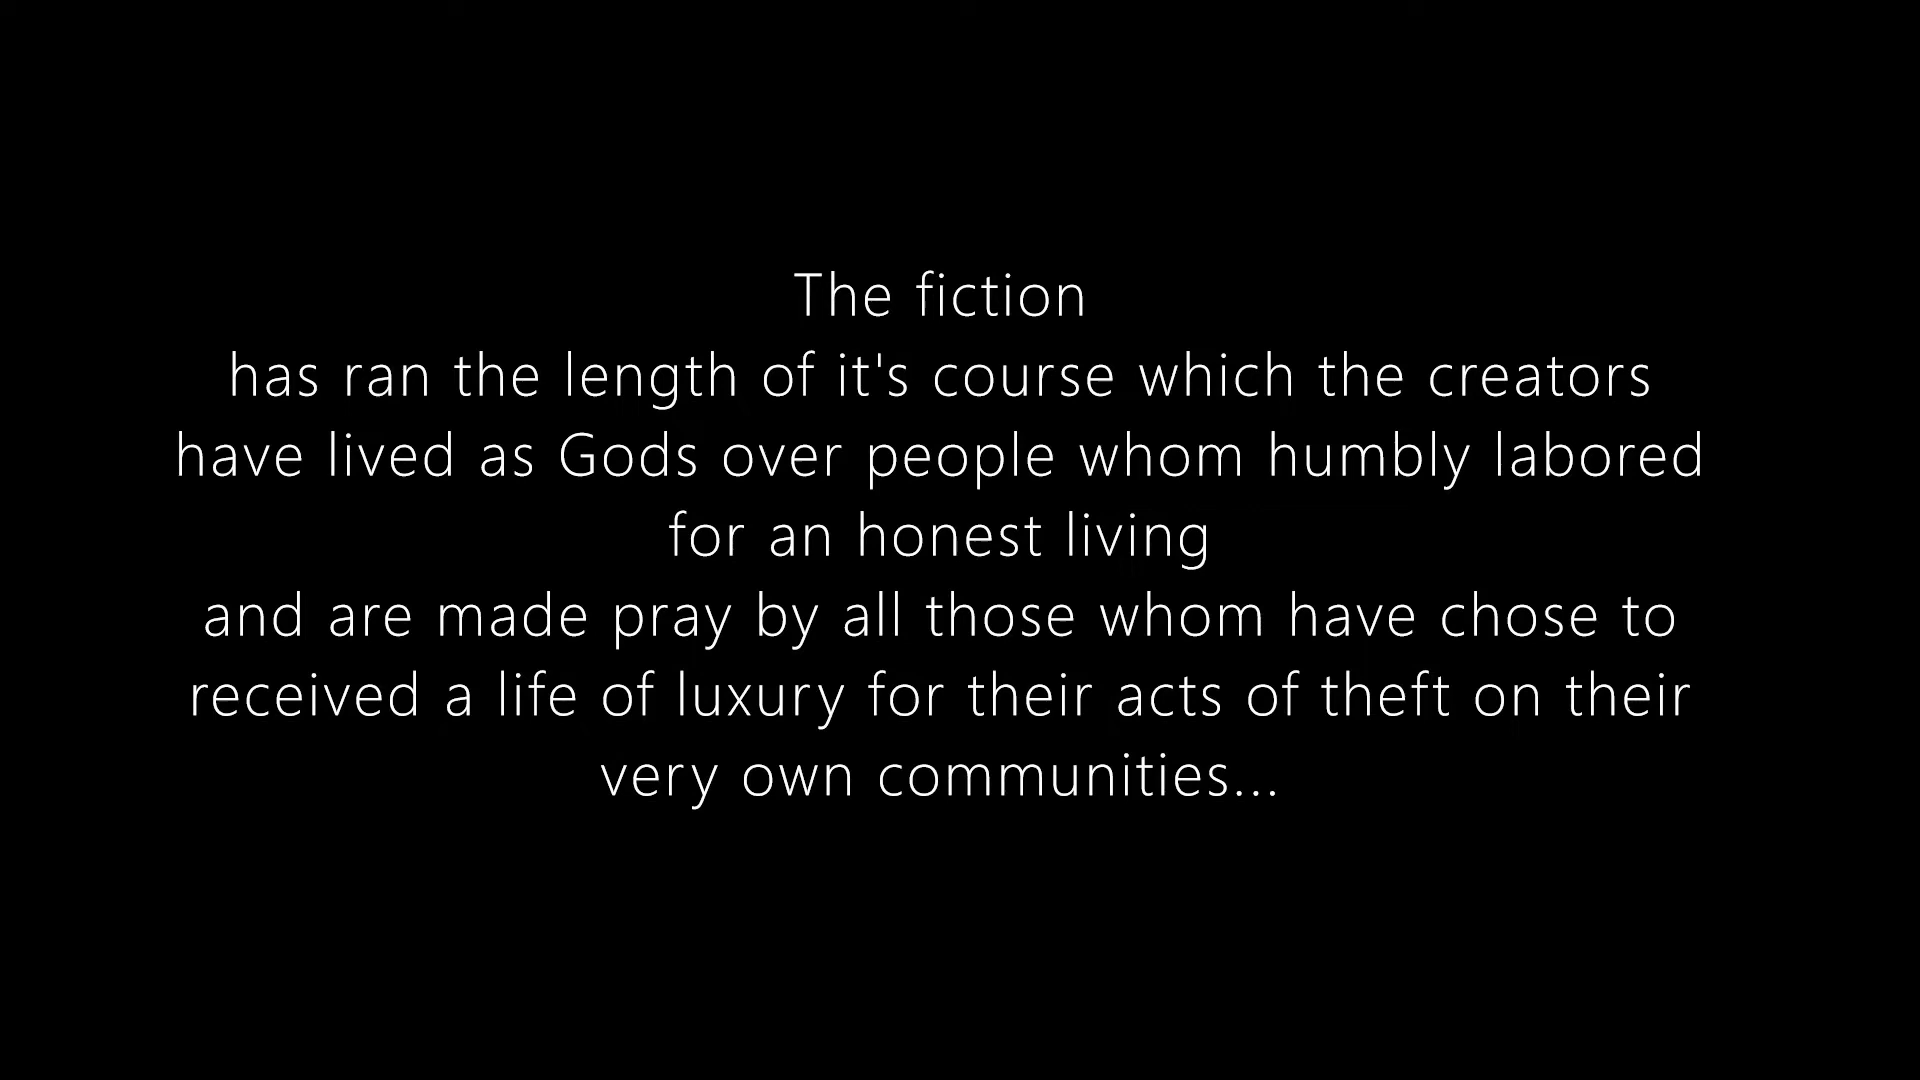 The fiction
has ran the length of it's course which the creators
have lived as Gods over people whom humbly labored
for an honest living
and are made pray by all those whom have chose to
received a life of luxury for their acts of theft on their
very own communities...